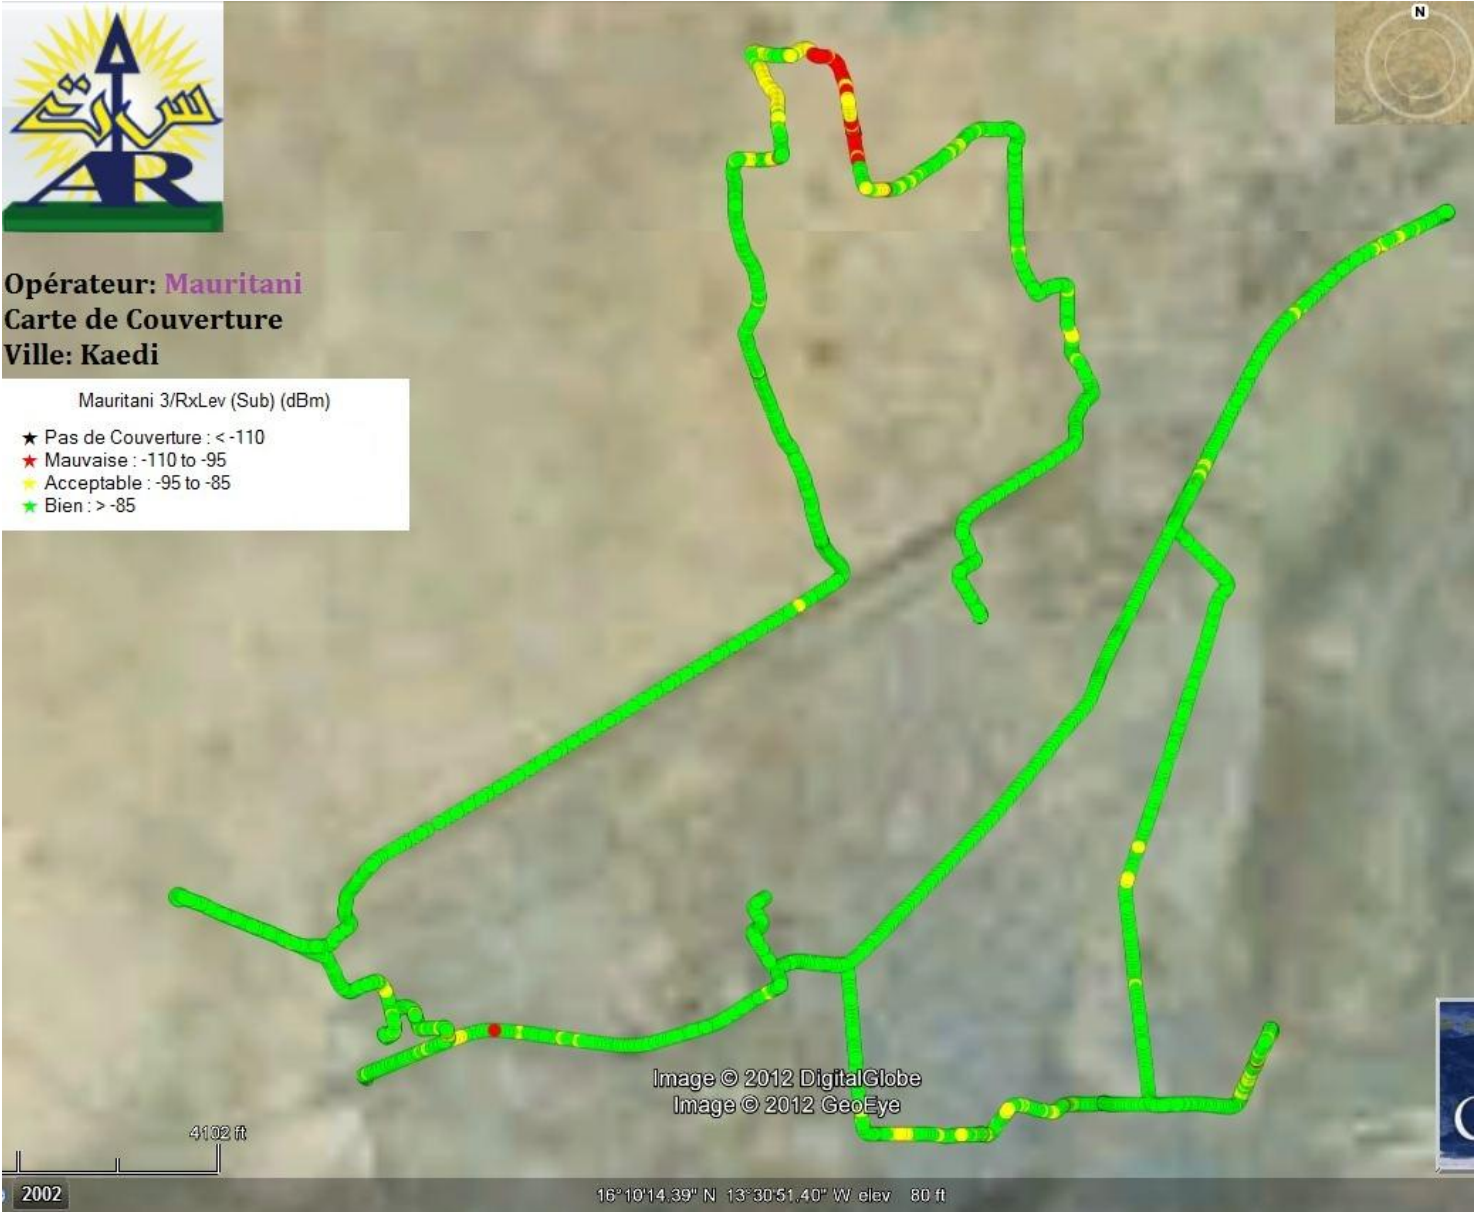 سات
AR
N
Opérateur: Mauritani
Carte de Couverture
Ville: Kaedi
Mauritani 3/RxLev (Sub) (dBm)
Pas de Couverture : < -110
Mauvaise : -110 to -95
Acceptable : -95 to -85
Bien : > -85
Image © 2012 DigitalGlobe
Image © 2012 GeoEye
4102 ft
2002
16°10'14.39" N 13°30'51.40" W elev 80 ft